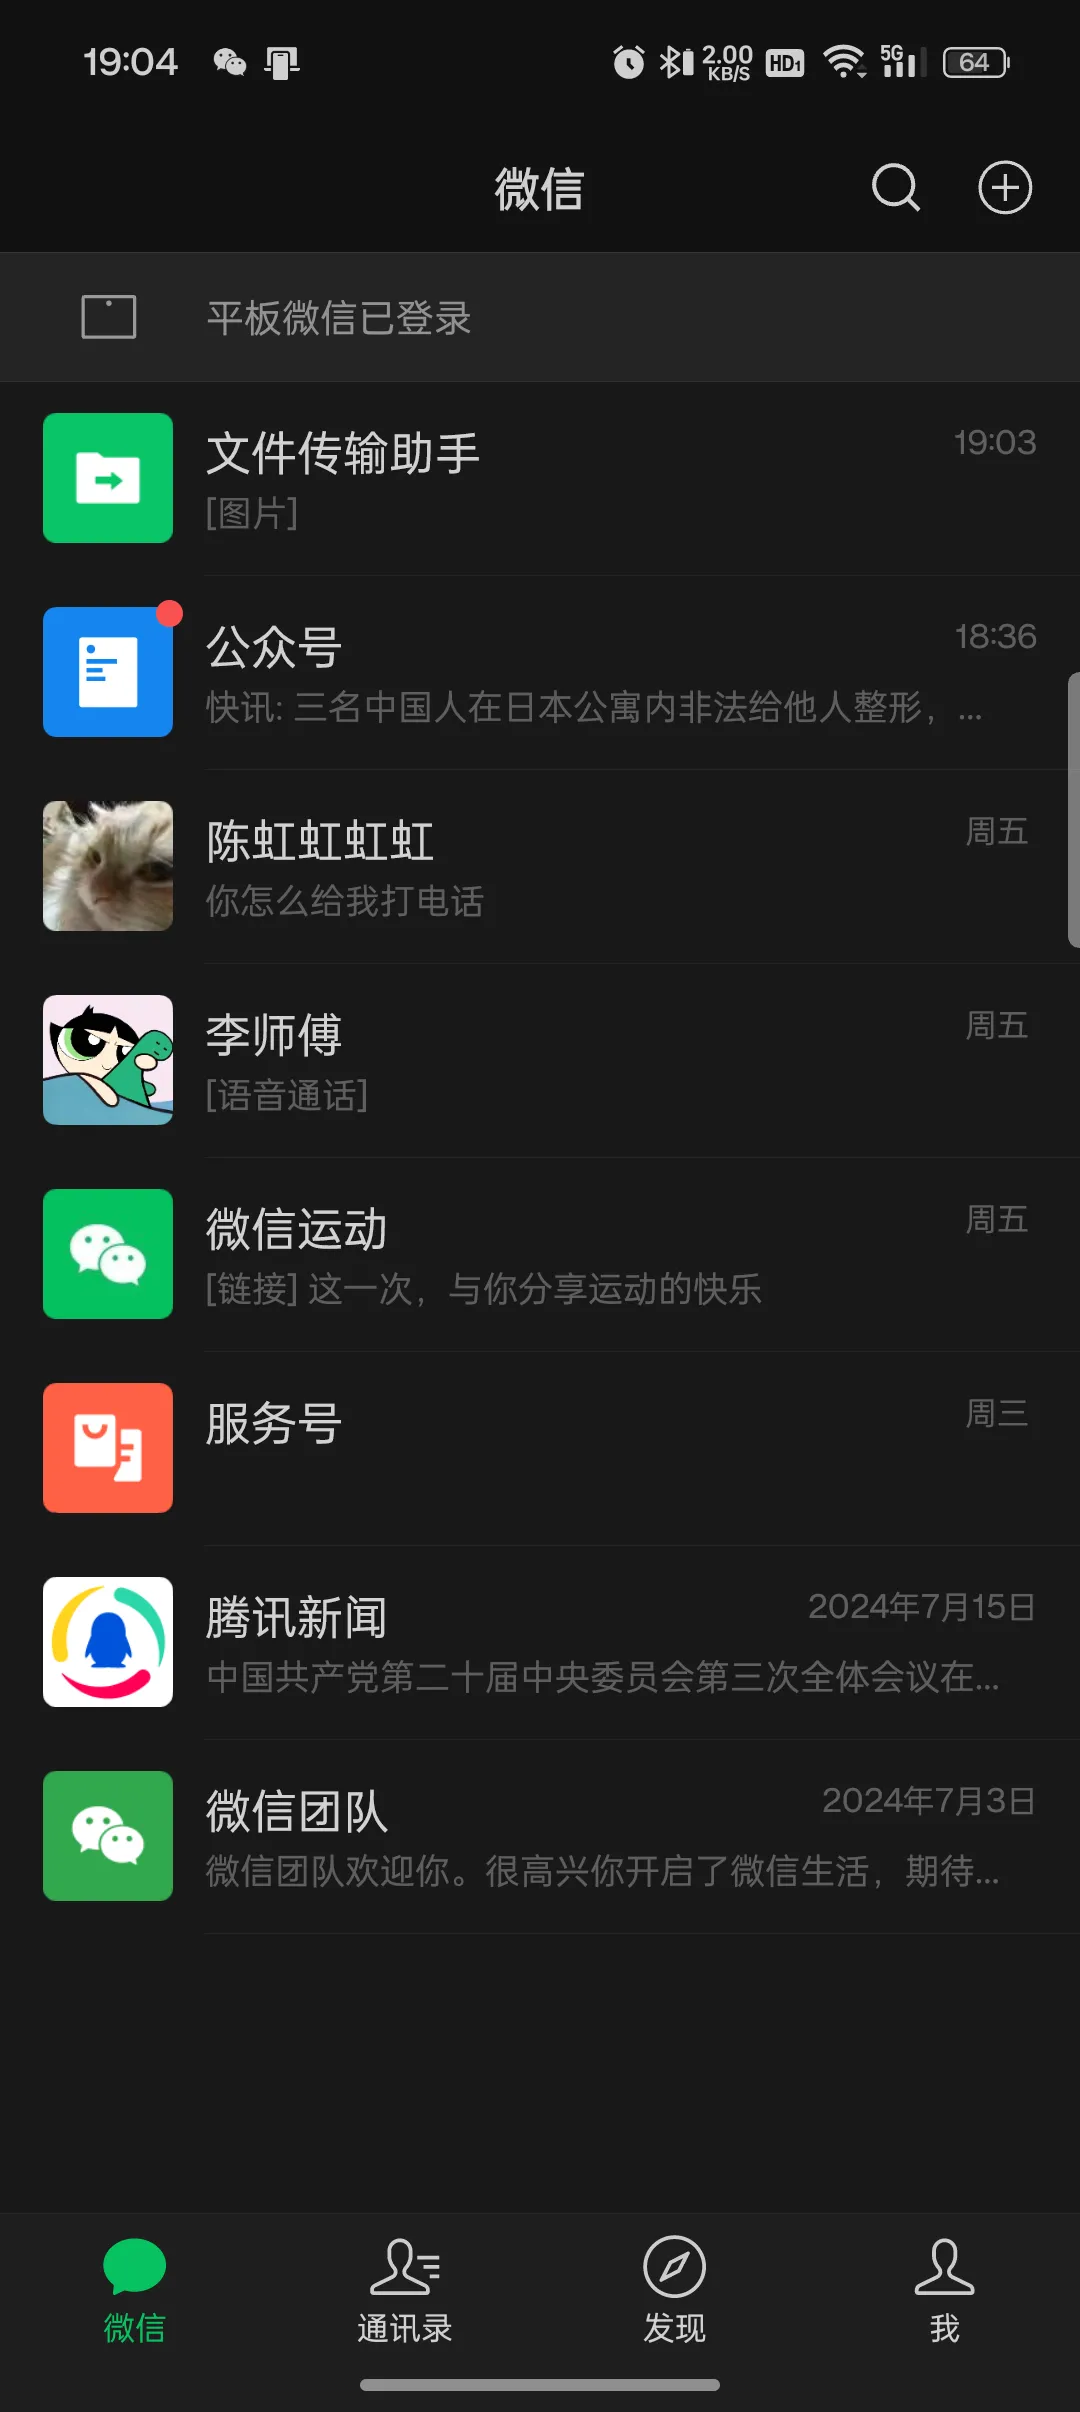 19:04 2.00 KB/S HD1 5G 64
微信
平板微信已登录
文件传输助手 19:03
[图片]
公众号 18:36
快讯: 三名中国人在日本公寓内非法给他人整形，...
陈虹虹虹虹 周五
你怎么给我打电话
李师傅 周五
[语音通话]
微信运动 周五
[链接] 这一次，与你分享运动的快乐
服务号 周三
腾讯新闻 2024年7月15日
中国共产党第二十届中央委员会第三次全体会议在...
微信团队 2024年7月3日
微信团队欢迎你。很高兴你开启了微信生活，期待...
微信 通讯录 发现 我